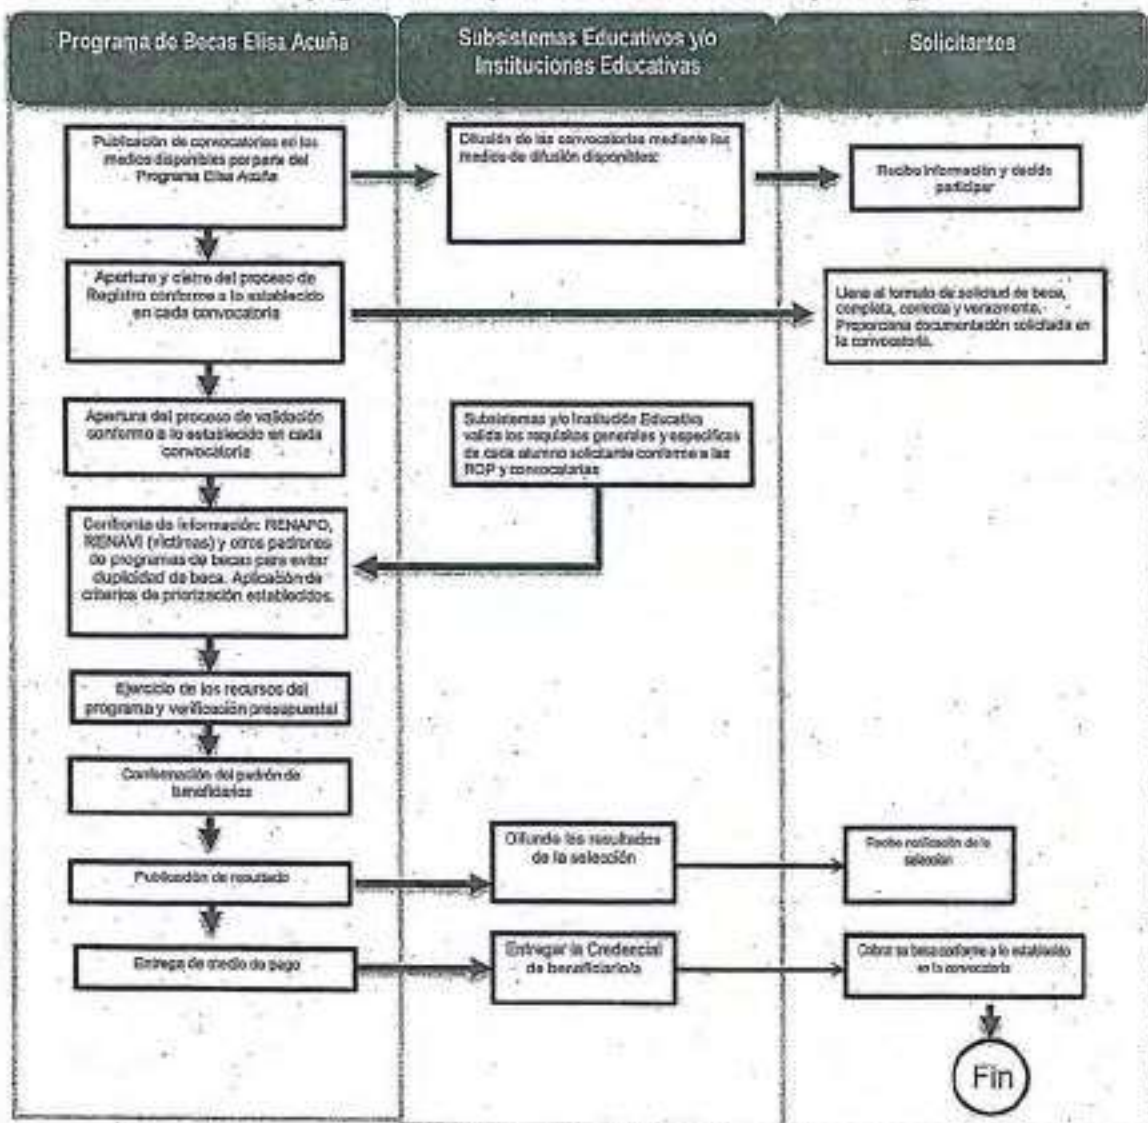 Programa de Becas Elisa Acuña
Subsistemas Educativos y/o
Instituciones Educativas
Solicitantes
Publicación de convocatorias en los
medios disponibles por parte del
Programa Elisa Acuña
Difusión de las convocatorias mediante los
medios de difusión disponibles:
Recibe información y decide
participar
Apertura y cierre del proceso de
Registro conforme a lo establecido
en cada convocatoria
Llena el formato de solicitud de beca,
completa, correcta y verazmente.
Proporciona documentación solicitada en
la convocatoria.
Apertura del proceso de validación
conforme a lo establecido en cada
convocatoria
Subsistemas y/o Institución Educativa
valida los requisitos generales y específicos
de cada alumno solicitante conforme a las
ROP y convocatorias
Confronta de información: RENAPO,
RENAVI (víctimas) y otros padrones
de programas de becas para evitar
duplicidad de beca. Aplicación de
criterios de priorización establecidos.
Ejercicio de los recursos del
programa y verificación presupuestal
Conformación del padrón de
beneficiarios
Publicación de resultado
Difunde los resultados
de la selección
Recibe notificación de la
selección
Entrega de medio de pago
Entregar la Credencial
de beneficiario/a
Cobrar su beca conforme a lo establecido
en la convocatoria
Fin